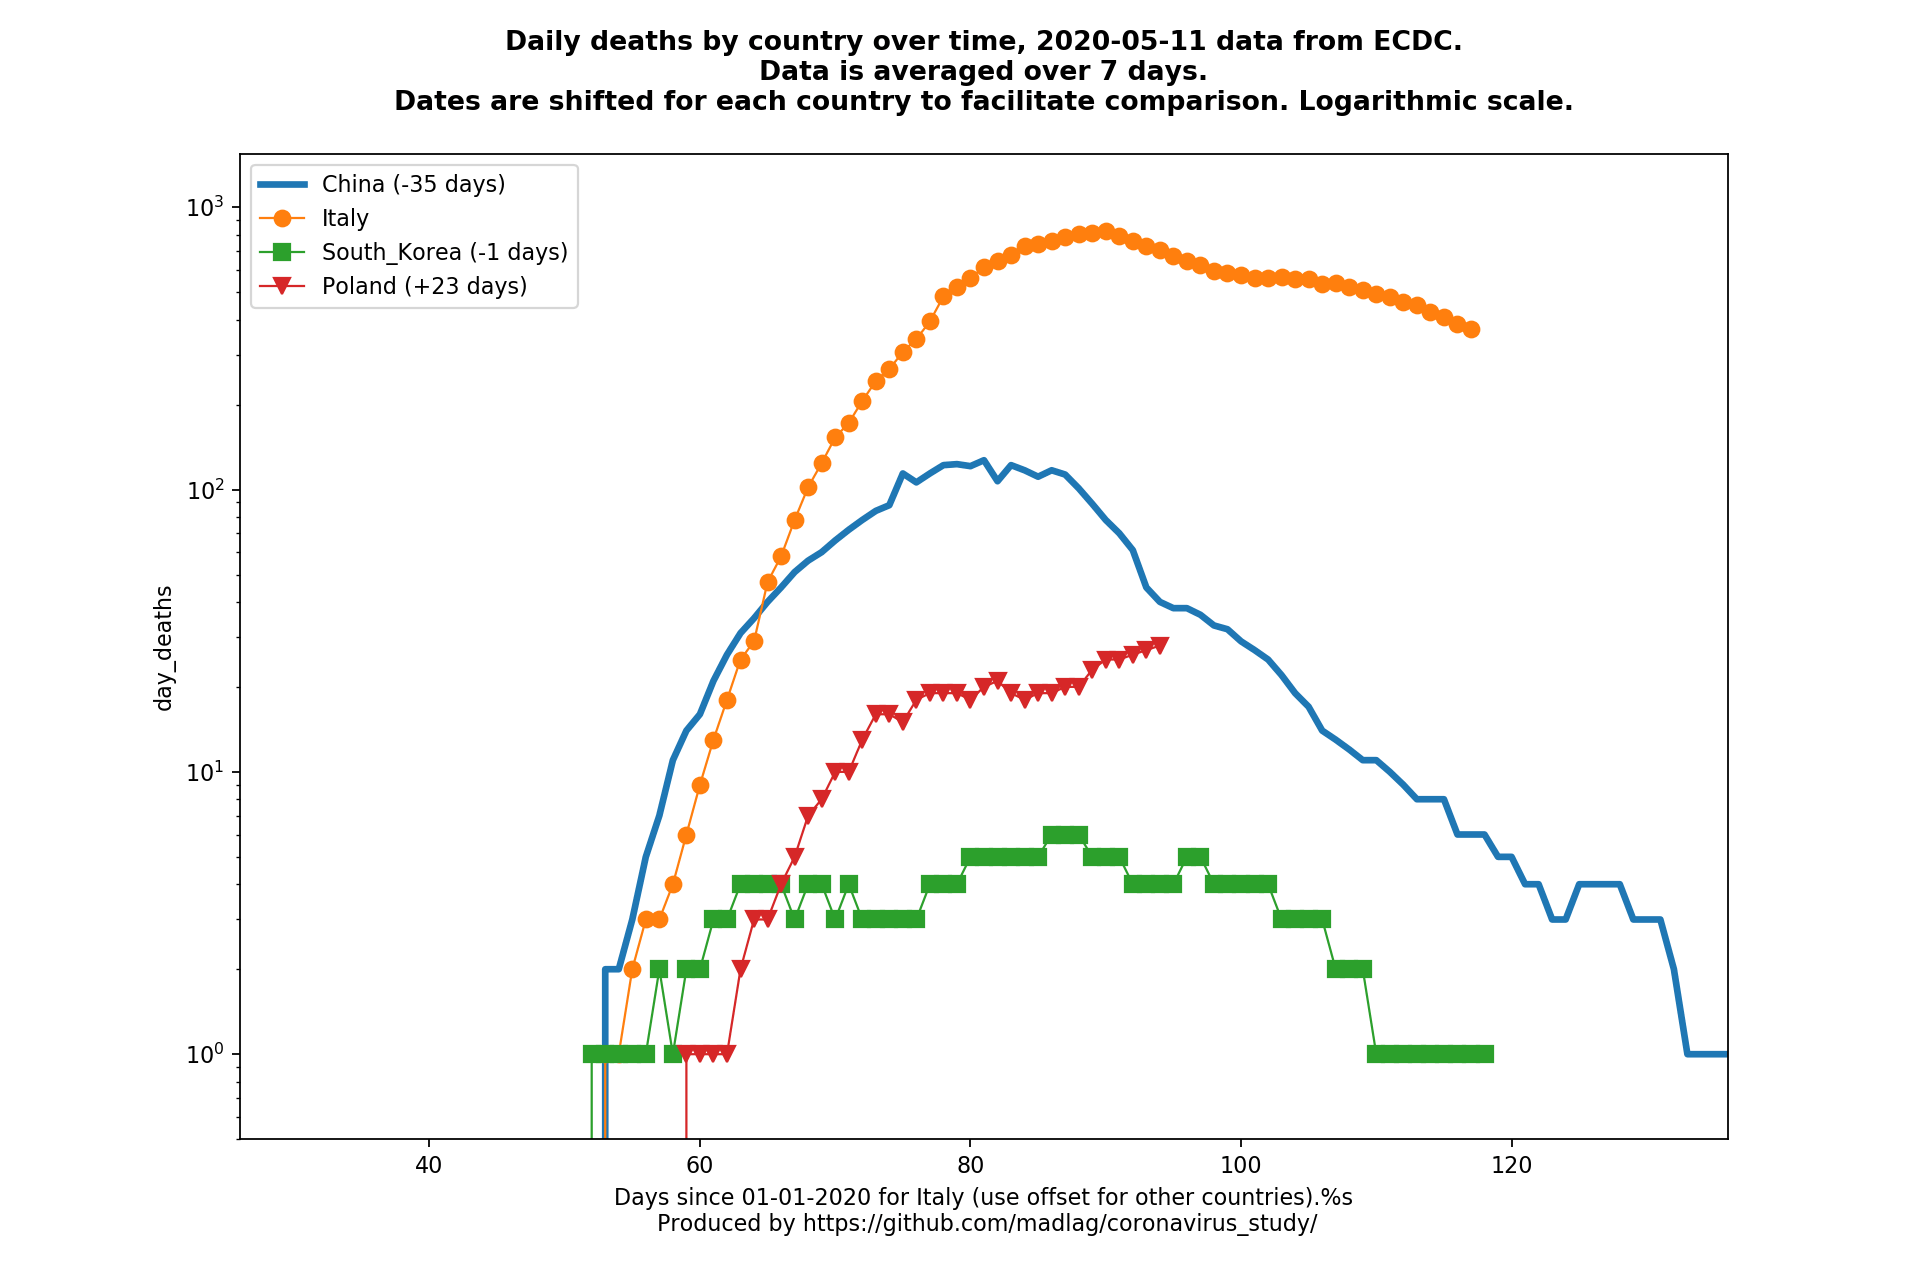 Daily deaths by country over time, 2020-05-11 data from ECDC.
Data is averaged over 7 days.
Dates are shifted for each country to facilitate comparison. Logarithmic scale.
China (-35 days)
Italy
South_Korea (-1 days)
Poland (+23 days)
10³
10²
10¹
10⁰
day_deaths
40 60 80 100 120
Days since 01-01-2020 for Italy (use offset for other countries).%s
Produced by https://github.com/madlag/coronavirus_study/